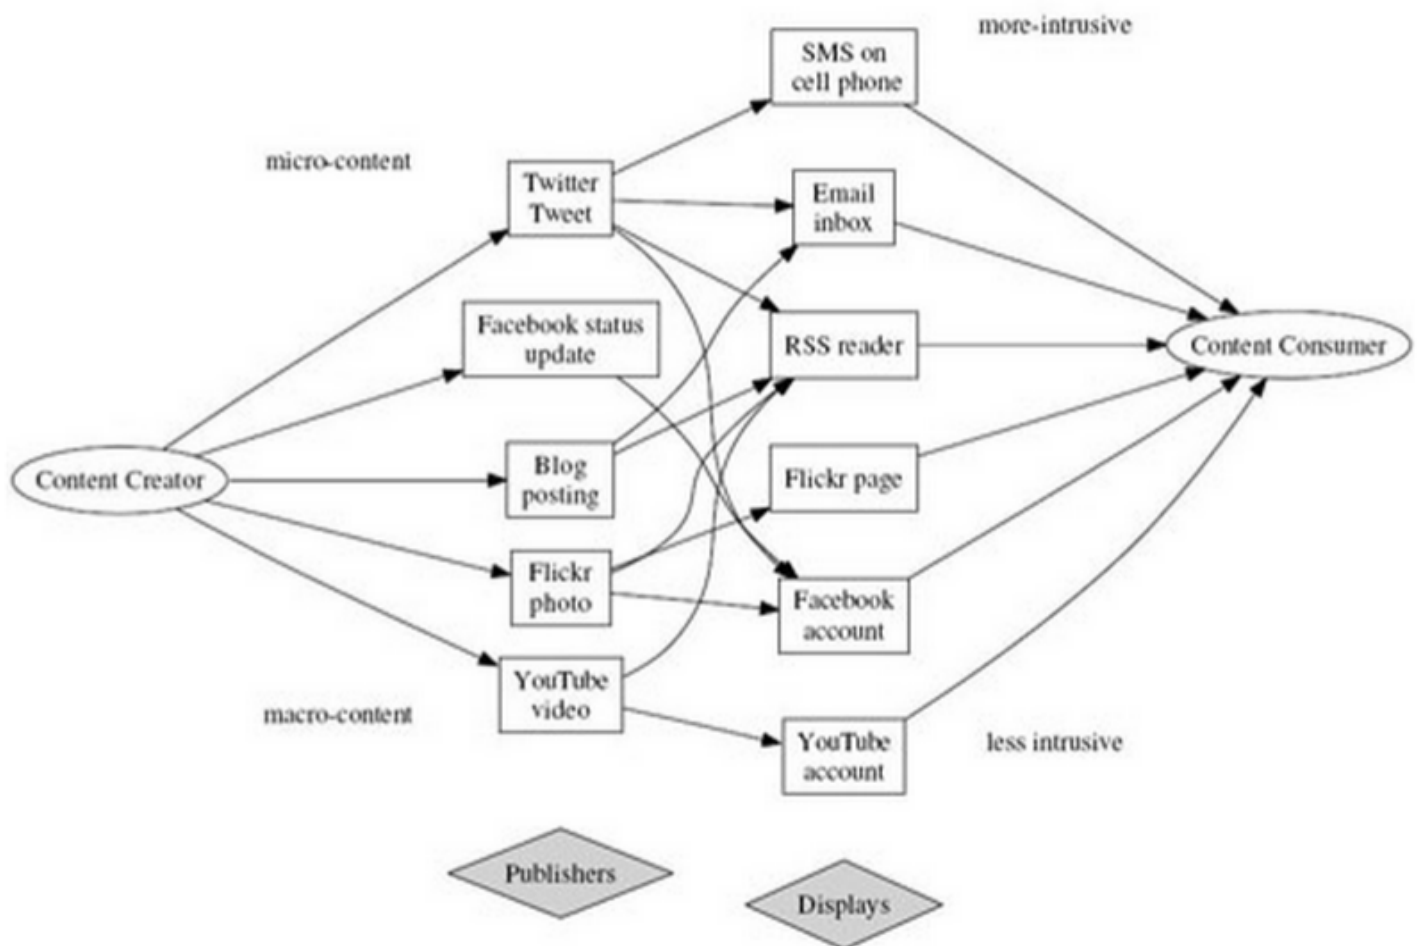 more-intrusive
SMS on
cell phone
micro-content
Twitter
Tweet
Email
inbox
Facebook status
update
RSS reader
Content Consumer
Content Creator
Blog
posting
Flickr page
Flickr
photo
Facebook
account
YouTube
video
macro-content
YouTube
account
less intrusive
Publishers
Displays